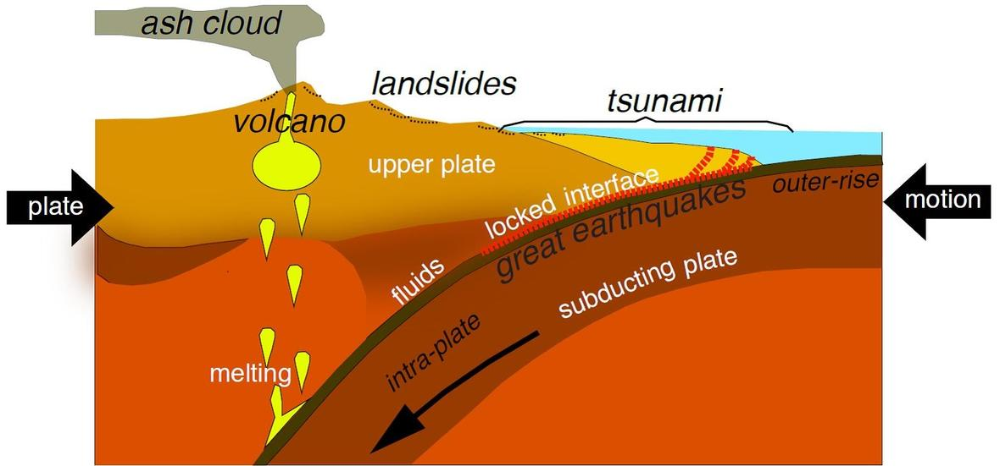 ash cloud
landslides
tsunami
volcano
upper plate
plate
locked interface
great earthquakes
outer-rise
motion
fluids
subducting plate
intra-plate
melting